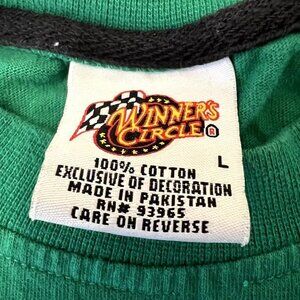 WINNER'S
CIRCLE ®
L
100% COTTON
EXCLUSIVE OF DECORATION
MADE IN PAKISTAN
RN# 93965
CARE ON REVERSE